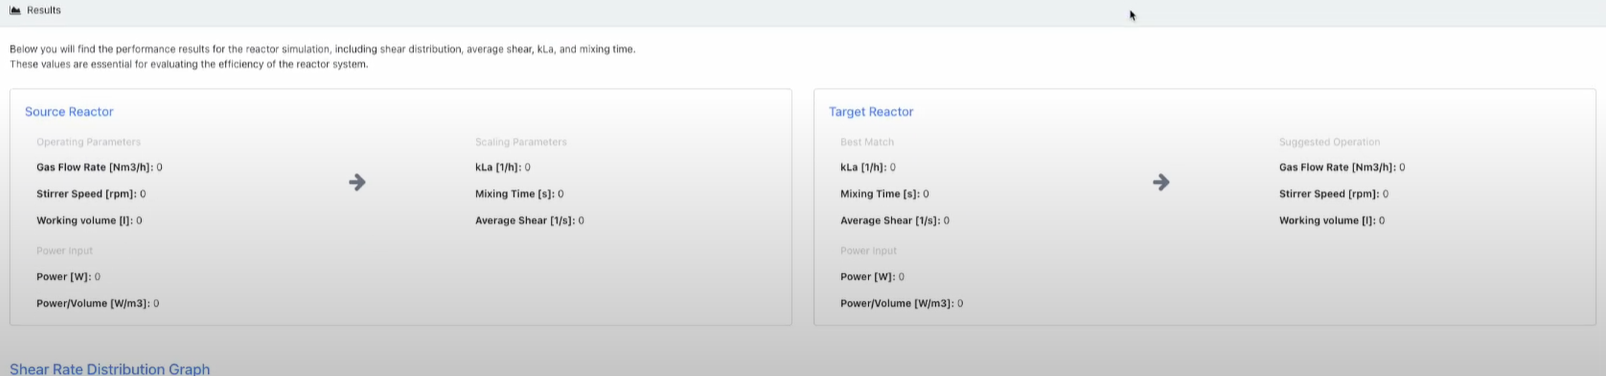 Results
Below you will find the performance results for the reactor simulation, including shear distribution, average shear, kLa, and mixing time.
These values are essential for evaluating the efficiency of the reactor system.
Source Reactor
Operating Parameters
Gas Flow Rate [Nm3/h]: 0
Stirrer Speed [rpm]: 0
Working volume [l]: 0
Power Input
Power [W]: 0
Power/Volume [W/m3]: 0
Scaling Parameters
kLa [1/h]: 0
Mixing Time [s]: 0
Average Shear [1/s]: 0
Target Reactor
Best Match
kLa [1/h]: 0
Mixing Time [s]: 0
Average Shear [1/s]: 0
Power Input
Power [W]: 0
Power/Volume [W/m3]: 0
Suggested Operation
Gas Flow Rate [Nm3/h]: 0
Stirrer Speed [rpm]: 0
Working volume [l]: 0
Shear Rate Distribution Graph